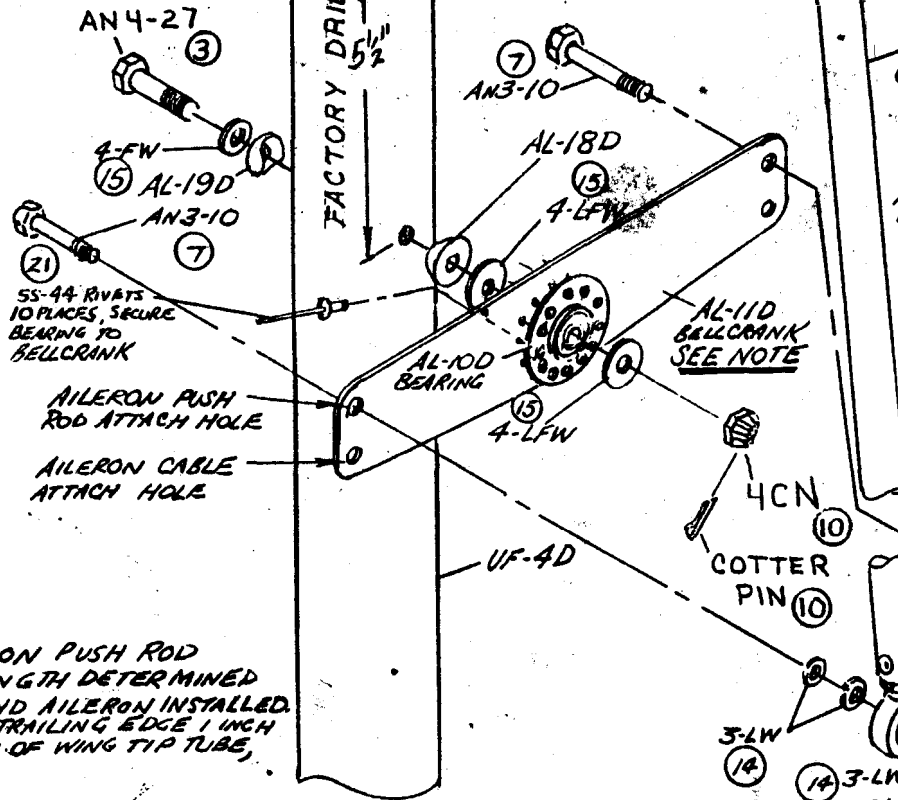 AN 4-27
3
4-FW
15
AL-19D
AN3-10
7
21
SS-44 RIVETS
10 PLACES, SECURE
BEARING TO
BELLCRANK
FACTORY
5½"
7
AN3-10
AL-18D
15
4-LFW
AL-11D
BELLCRANK
SEE NOTE
AL-10D
BEARING
15
4-LFW
AILERON PUSH
ROD ATTACH HOLE
AILERON CABLE
ATTACH HOLE
4CN
10
COTTER
PIN 10
UF-4D
ON PUSH ROD
NGTH DETERMINED
ND AILERON INSTALLED.
TRAILING EDGE 1 INCH
OF WING TIP TUBE,
3-LW
14
14 3-LW